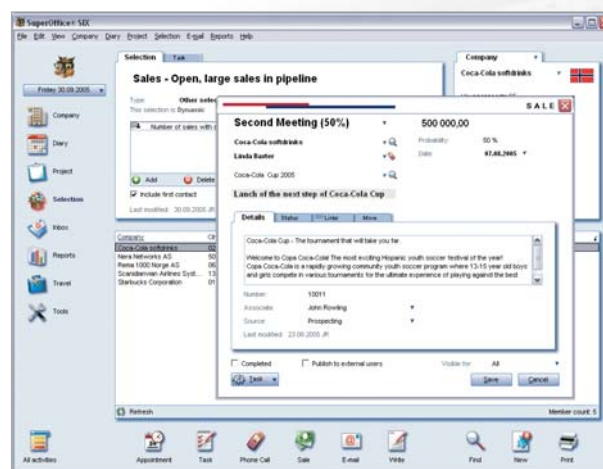 SuperOffice® SIX
File Edit View Company Diary Project Selection E-mail Reports Help
Friday 30.09.2005
Company
Diary
Project
Selection
Inbox
Reports
Travel
Tools
Selection Task
Sales - Open, large sales in pipeline
Type: Other selec
This selection is Dynamic
Number of sales with s
Add Delete
Include first contact
Last modified: 30.09.2005 JR
Company
Coca-Cola softdrinks
SALE
Second Meeting (50%) 500 000,00
Coca-Cola softdrinks Probability: 50 %
Linda Baxter Date: 07.08.2005
Coca-Cola Cup 2005
Lanch of the next step of Coca-Cola Cup
Details Status Links More
Coca-Cola Cup - The tournament that will take you far.
Welcome to Copa Coca-Cola! The most exciting Hispanic youth soccer festival of the year!
Copa Coca-Cola is a rapidly growing community youth soccer program where 13-15 year old boys
and girls compete in various tournaments for the ultimate experience of playing against the best
Number: 10011
Associate: John Rowling
Source: Prospecting
Last modified: 23.08.2005 JR
Completed Publish to external users Visible for: All
Task... Save Cancel
Company
Coca-Cola softdrinks 02
Nera Networks AS 50
Rema 1000 Norge AS 06
Scandianvian Airlines Syst... 13
Starbucks Corporation 01
Refresh Member count: 5
All activities Appointment Task Phone Call Sale E-mail Write Find New Print